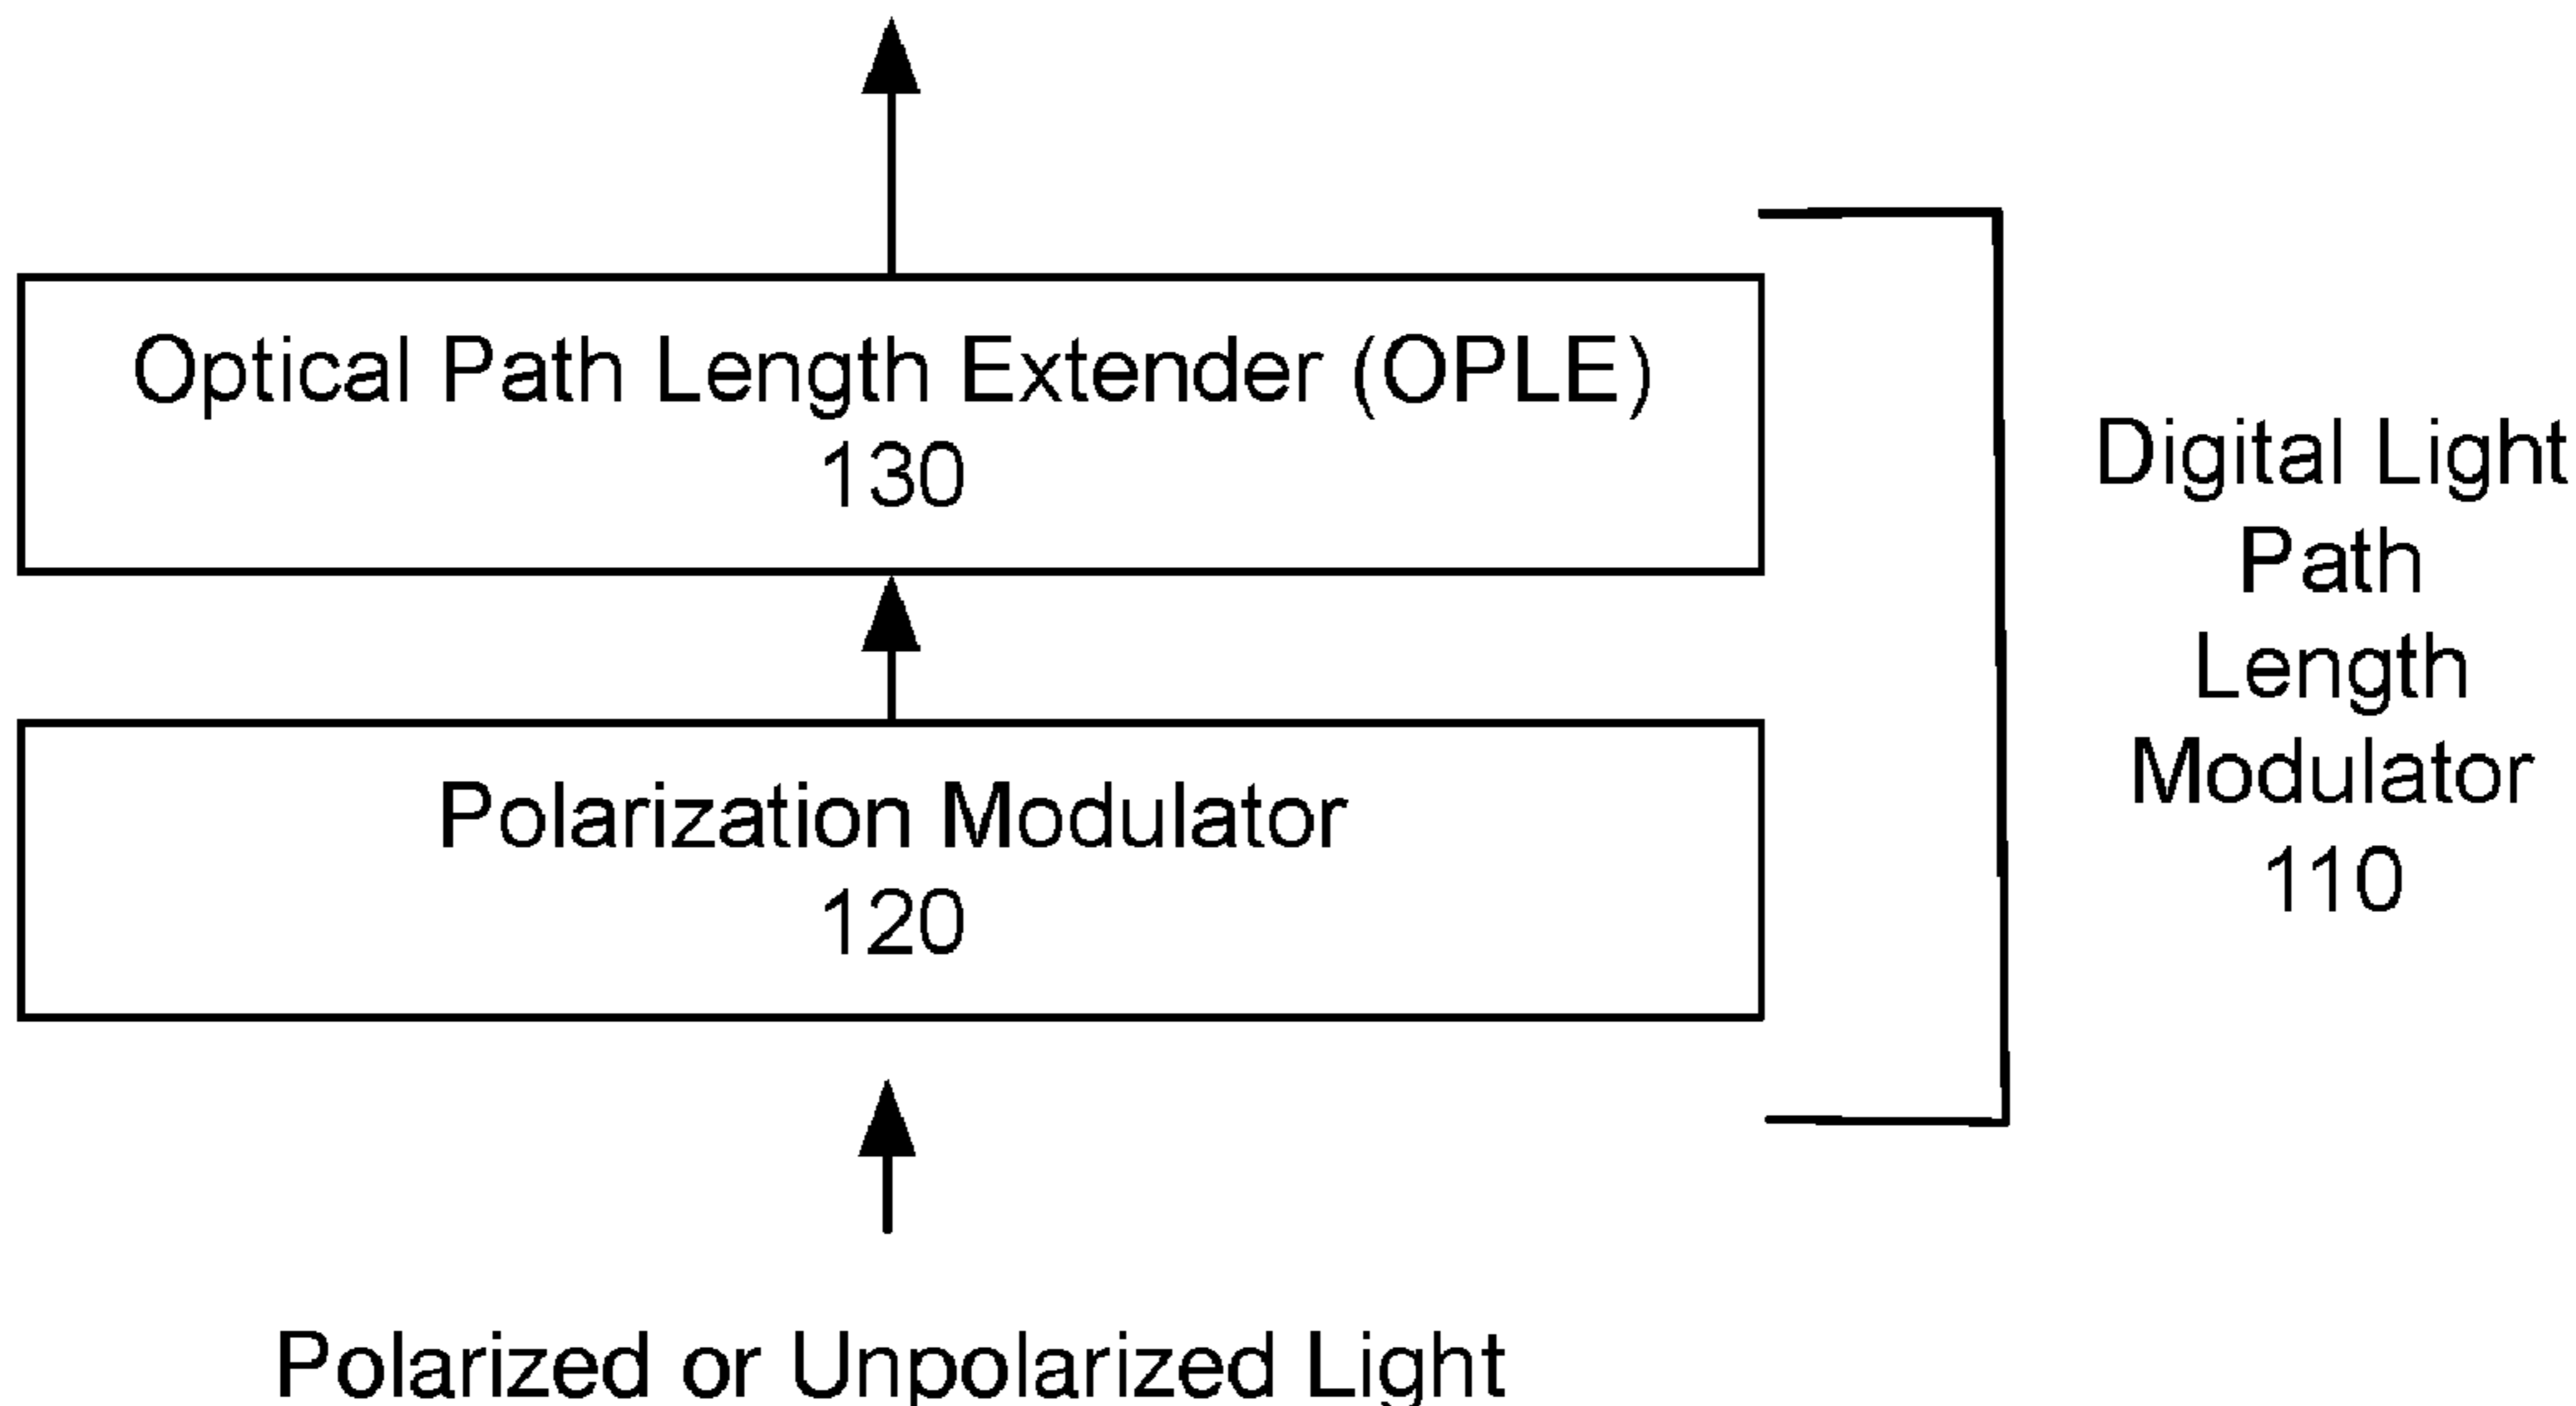 Optical Path Length Extender (OPLE)
130
Polarization Modulator
120
Digital Light
Path
Length
Modulator
110
Polarized or Unpolarized Light